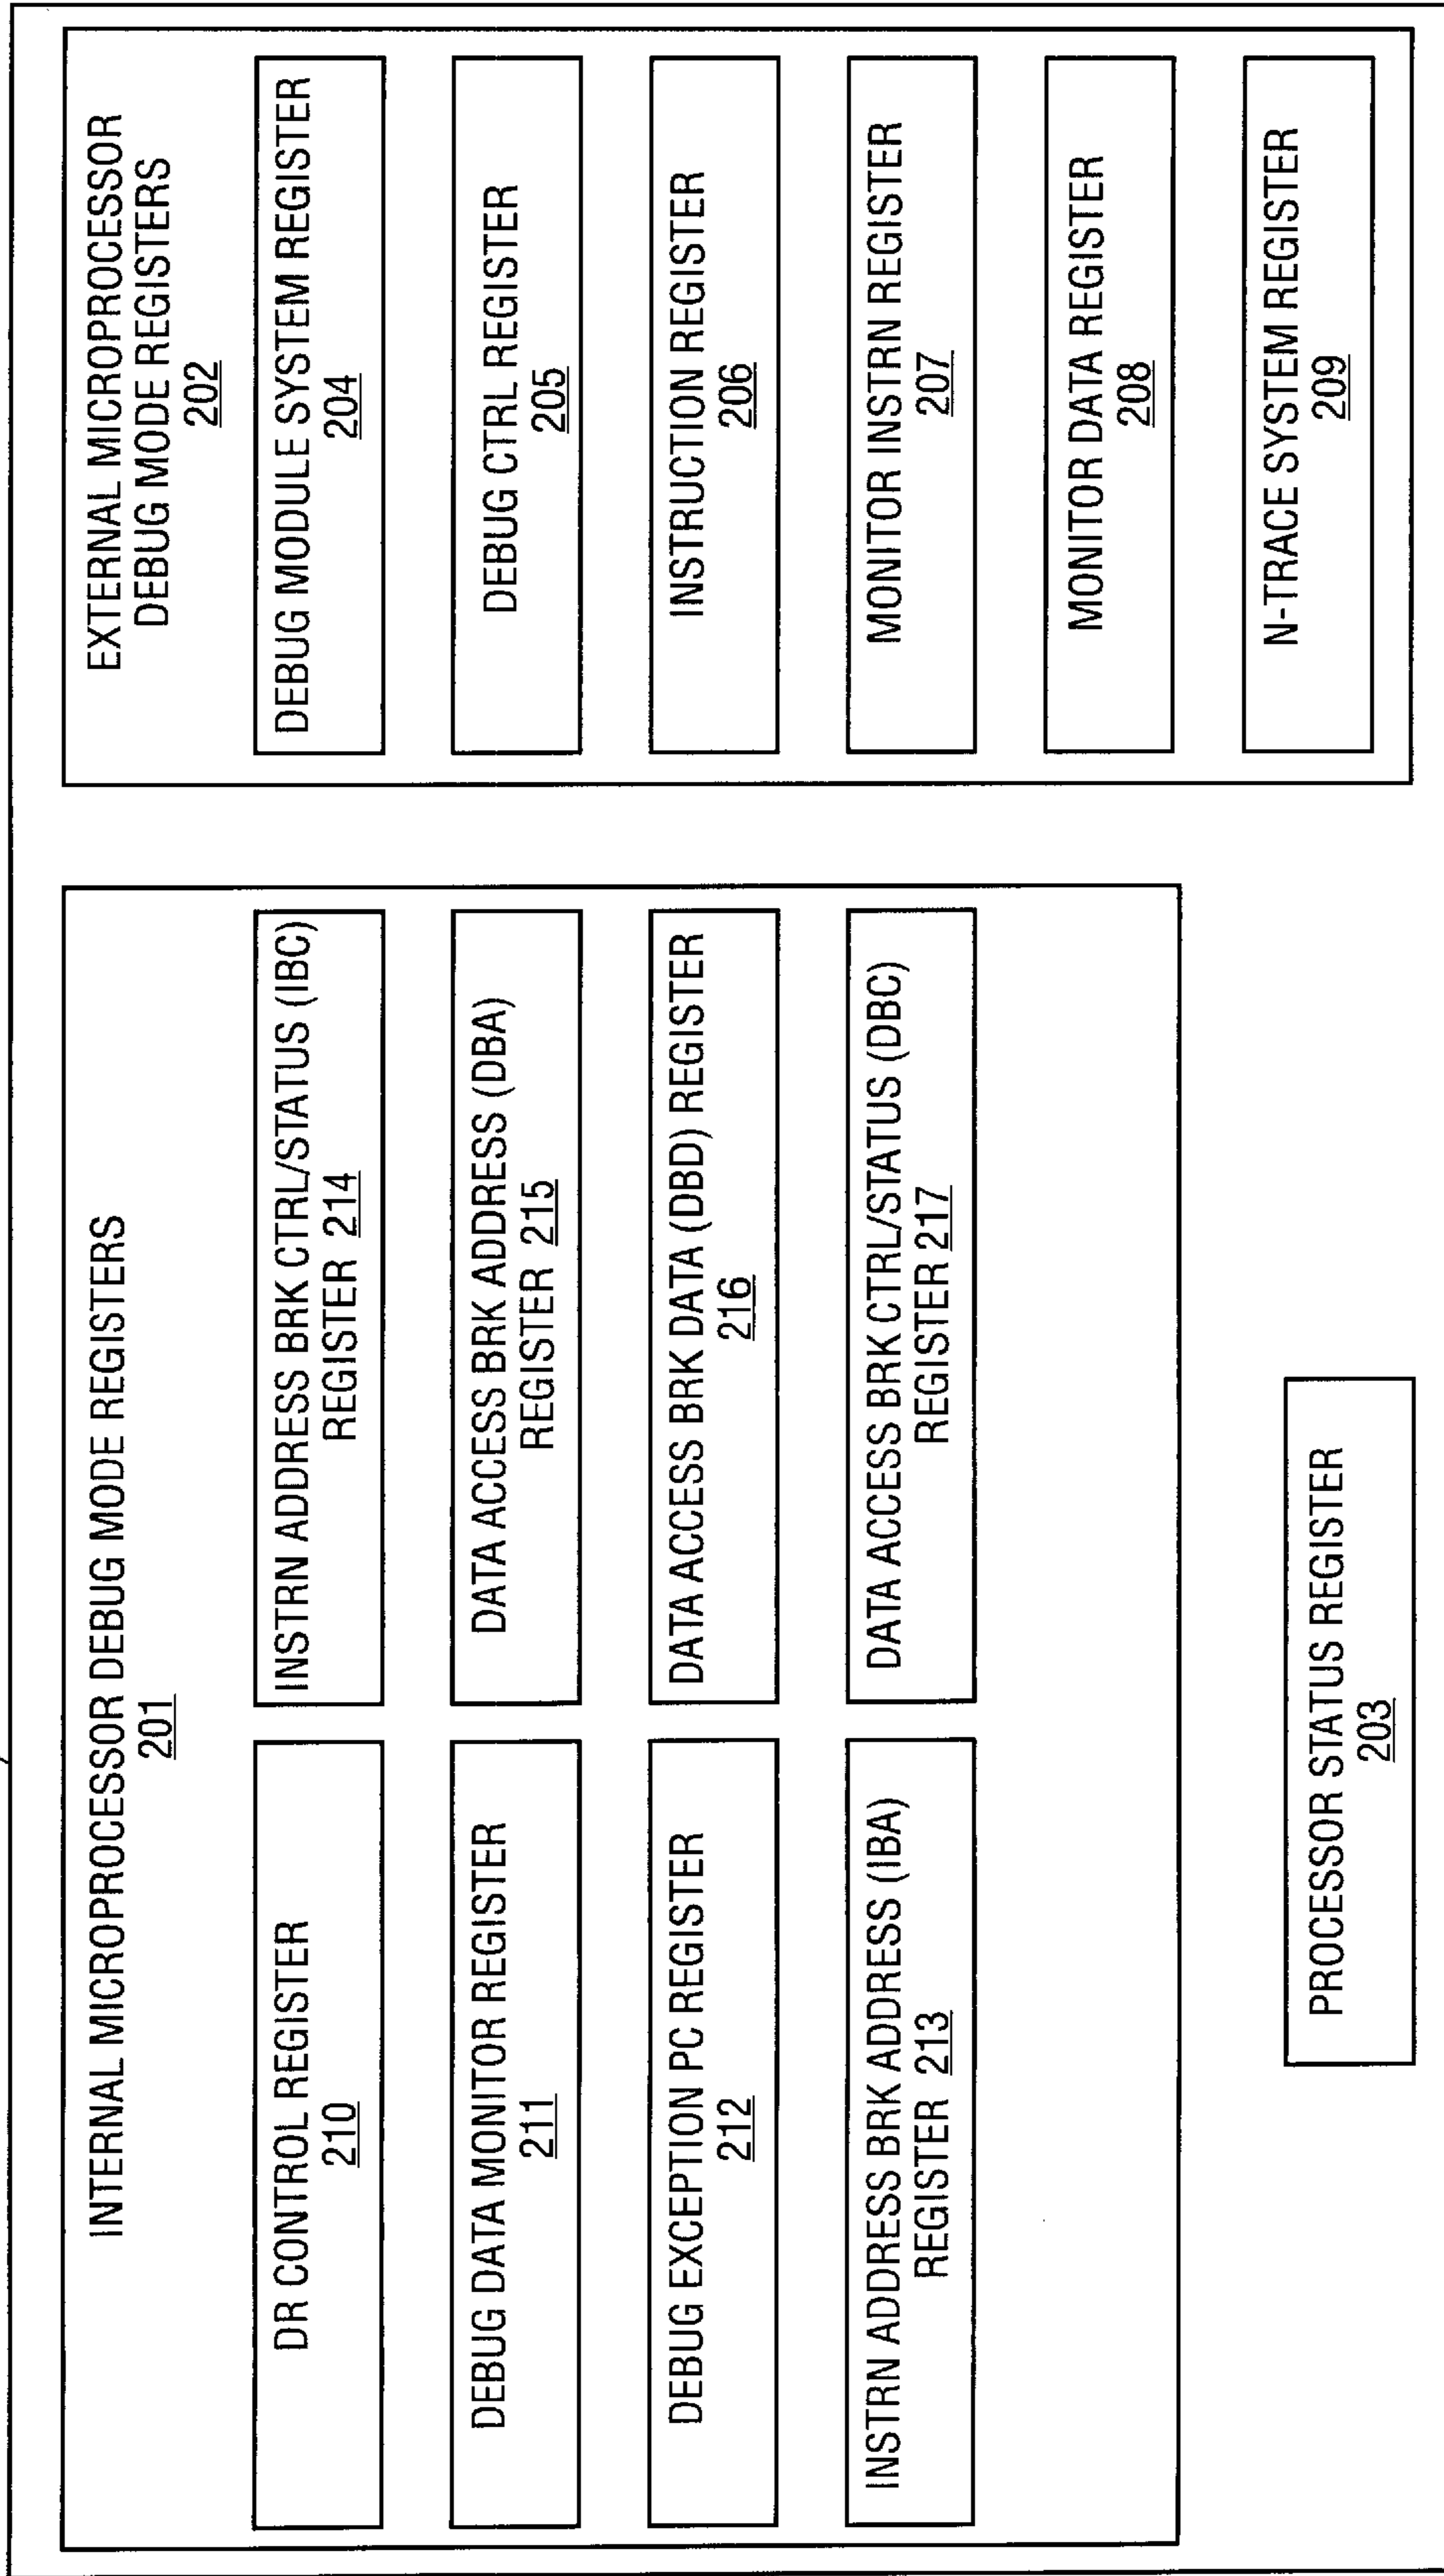 INTERNAL MICROPROCESSOR DEBUG MODE REGISTERS
201
DR CONTROL REGISTER
210
DEBUG DATA MONITOR REGISTER
211
DEBUG EXCEPTION PC REGISTER
212
INSTRN ADDRESS BRK ADDRESS (IBA)
REGISTER 213
INSTRN ADDRESS BRK CTRL/STATUS (IBC)
REGISTER 214
DATA ACCESS BRK ADDRESS (DBA)
REGISTER 215
DATA ACCESS BRK DATA (DBD) REGISTER
216
DATA ACCESS BRK CTRL/STATUS (DBC)
REGISTER 217
PROCESSOR STATUS REGISTER
203
EXTERNAL MICROPROCESSOR
DEBUG MODE REGISTERS
202
DEBUG MODULE SYSTEM REGISTER
204
DEBUG CTRL REGISTER
205
INSTRUCTION REGISTER
206
MONITOR INSTRN REGISTER
207
MONITOR DATA REGISTER
208
N-TRACE SYSTEM REGISTER
209